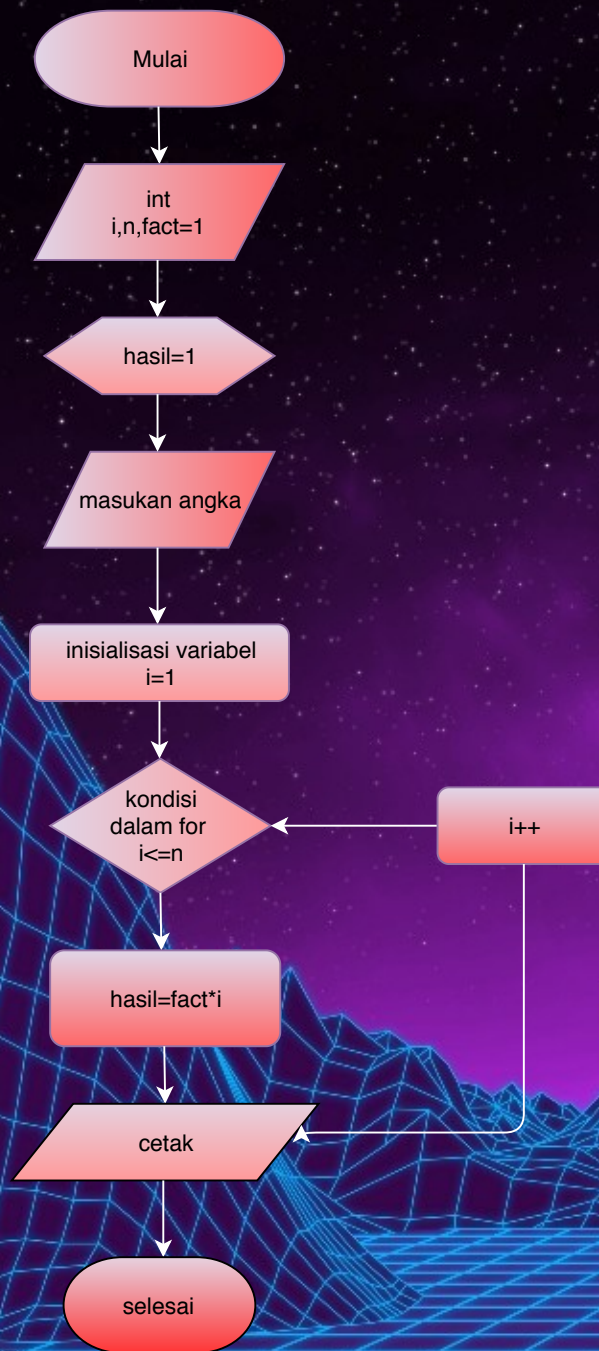 Mulai
int
i,n,fact=1
hasil=1
masukan angka
inisialisasi variabel
i=1
kondisi
dalam for
i<=n
i++
hasil=fact*i
cetak
selesai